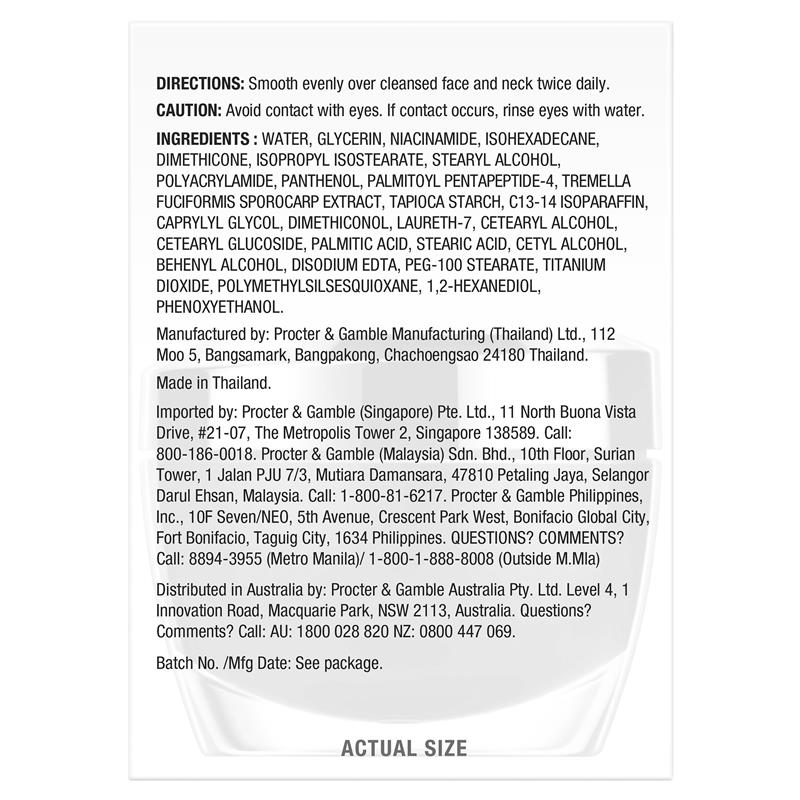 DIRECTIONS: Smooth evenly over cleansed face and neck twice daily.
CAUTION: Avoid contact with eyes. If contact occurs, rinse eyes with water.
INGREDIENTS : WATER, GLYCERIN, NIACINAMIDE, ISOHEXADECANE,
DIMETHICONE, ISOPROPYL ISOSTEARATE, STEARYL ALCOHOL,
POLYACRYLAMIDE, PANTHENOL, PALMITOYL PENTAPEPTIDE-4, TREMELLA
FUCIFORMIS SPOROCARP EXTRACT, TAPIOCA STARCH, C13-14 ISOPARAFFIN,
CAPRYLYL GLYCOL, DIMETHICONOL, LAURETH-7, CETEARYL ALCOHOL,
CETEARYL GLUCOSIDE, PALMITIC ACID, STEARIC ACID, CETYL ALCOHOL,
BEHENYL ALCOHOL, DISODIUM EDTA, PEG-100 STEARATE, TITANIUM
DIOXIDE, POLYMETHYLSILSESQUIOXANE, 1,2-HEXANEDIOL,
PHENOXYETHANOL.
Manufactured by: Procter & Gamble Manufacturing (Thailand) Ltd., 112
Moo 5, Bangsamark, Bangpakong, Chachoengsao 24180 Thailand.
Made in Thailand.
Imported by: Procter & Gamble (Singapore) Pte. Ltd., 11 North Buona Vista
Drive, #21-07, The Metropolis Tower 2, Singapore 138589. Call:
800-186-0018. Procter & Gamble (Malaysia) Sdn. Bhd., 10th Floor, Surian
Tower, 1 Jalan PJU 7/3, Mutiara Damansara, 47810 Petaling Jaya, Selangor
Darul Ehsan, Malaysia. Call: 1-800-81-6217. Procter & Gamble Philippines,
Inc., 10F Seven/NEO, 5th Avenue, Crescent Park West, Bonifacio Global City,
Fort Bonifacio, Taguig City, 1634 Philippines. QUESTIONS? COMMENTS?
Call: 8894-3955 (Metro Manila)/ 1-800-1-888-8008 (Outside M.Mla)
Distributed in Australia by: Procter & Gamble Australia Pty. Ltd. Level 4, 1
Innovation Road, Macquarie Park, NSW 2113, Australia. Questions?
Comments? Call: AU: 1800 028 820 NZ: 0800 447 069.
Batch No. /Mfg Date: See package.
ACTUAL SIZE